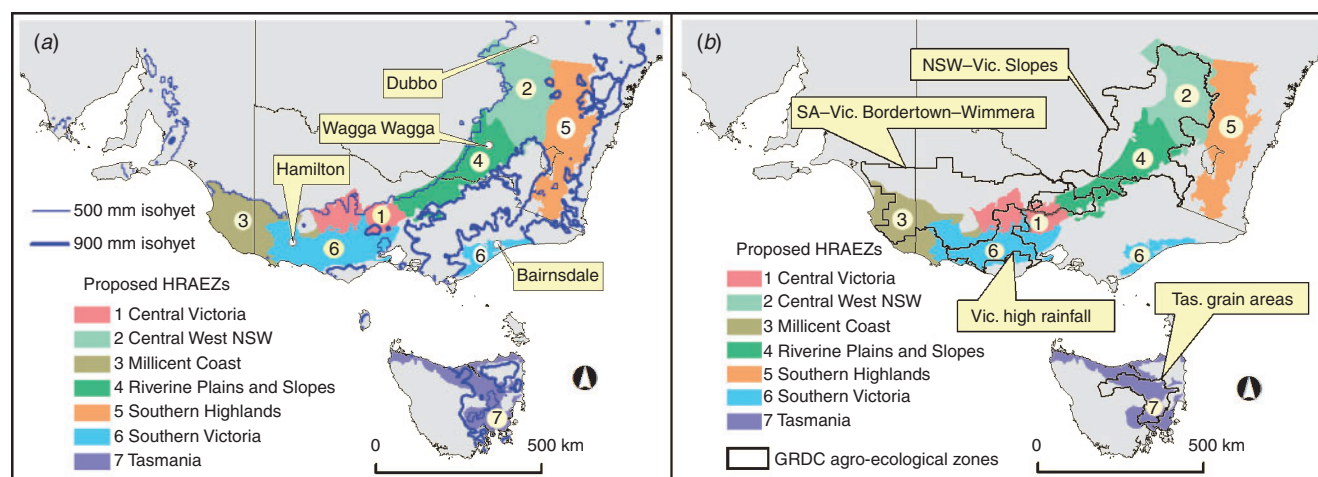 (a)
Dubbo
2
Wagga Wagga
5
4
Hamilton
500 mm isohyet
3
1
900 mm isohyet
6
6
Bairnsdale
Proposed HRAEZs
1 Central Victoria
2 Central West NSW
3 Millicent Coast
4 Riverine Plains and Slopes
5 Southern Highlands
6 Southern Victoria
7 Tasmania
7
0
500 km
(b)
NSW–Vic. Slopes
2
SA–Vic. Bordertown–Wimmera
5
4
3
1
6
6
Proposed HRAEZs
1 Central Victoria
2 Central West NSW
3 Millicent Coast
4 Riverine Plains and Slopes
5 Southern Highlands
6 Southern Victoria
7 Tasmania
GRDC agro-ecological zones
Vic. high rainfall
Tas. grain areas
7
0
500 km